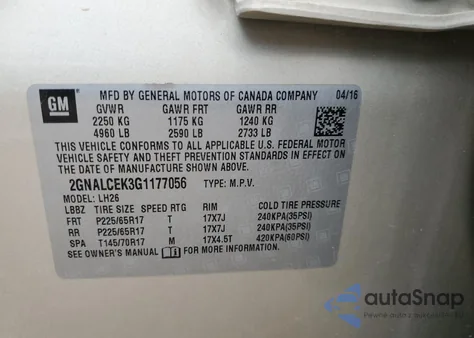 GM
MFD BY GENERAL MOTORS OF CANADA COMPANY 04/16
GVWR GAWR FRT GAWR RR
2250 KG 1175 KG 1240 KG
4960 LB 2590 LB 2733 LB
THIS VEHICLE CONFORMS TO ALL APPLICABLE U.S. FEDERAL MOTOR
VEHICLE SAFETY AND THEFT PREVENTION STANDARDS IN EFFECT ON
THE DATE OF MANUFACTURE SHOWN ABOVE.
2GNALCEK3G1177056 TYPE: M.P.V.
MODEL: LH26
LBBZ TIRE SIZE SPEED RTG RIM COLD TIRE PRESSURE
FRT P225/65R17 T 17X7J 240KPA(35PSI)
RR P225/65R17 T 17X7J 240KPA(35PSI)
SPA T145/70R17 M 17X4.5T 420KPA(60PSI)
SEE OWNER'S MANUAL
autoSnap